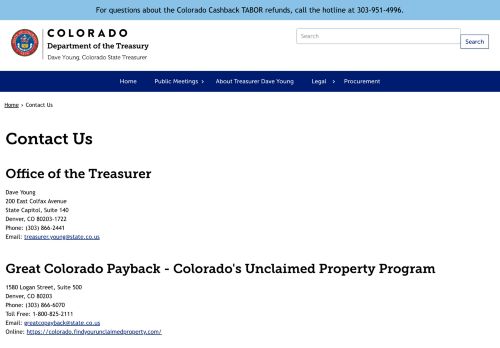 For questions about the Colorado Cashback TABOR refunds, call the hotline at 303-951-4996.
COLORADO
Department of the Treasury
Dave Young, Colorado State Treasurer
Search
Search
Home Public Meetings › About Treasurer Dave Young Legal › Procurement
Home › Contact Us
Contact Us
Office of the Treasurer
Dave Young
200 East Colfax Avenue
State Capitol, Suite 140
Denver, CO 80203-1722
Phone: (303) 866-2441
Email: treasurer.young@state.co.us
Great Colorado Payback - Colorado's Unclaimed Property Program
1580 Logan Street, Suite 500
Denver, CO 80203
Phone: (303) 866-6070
Toll Free: 1-800-825-2111
Email: greatcopayback@state.co.us
Online: https://colorado.findyourunclaimedproperty.com/